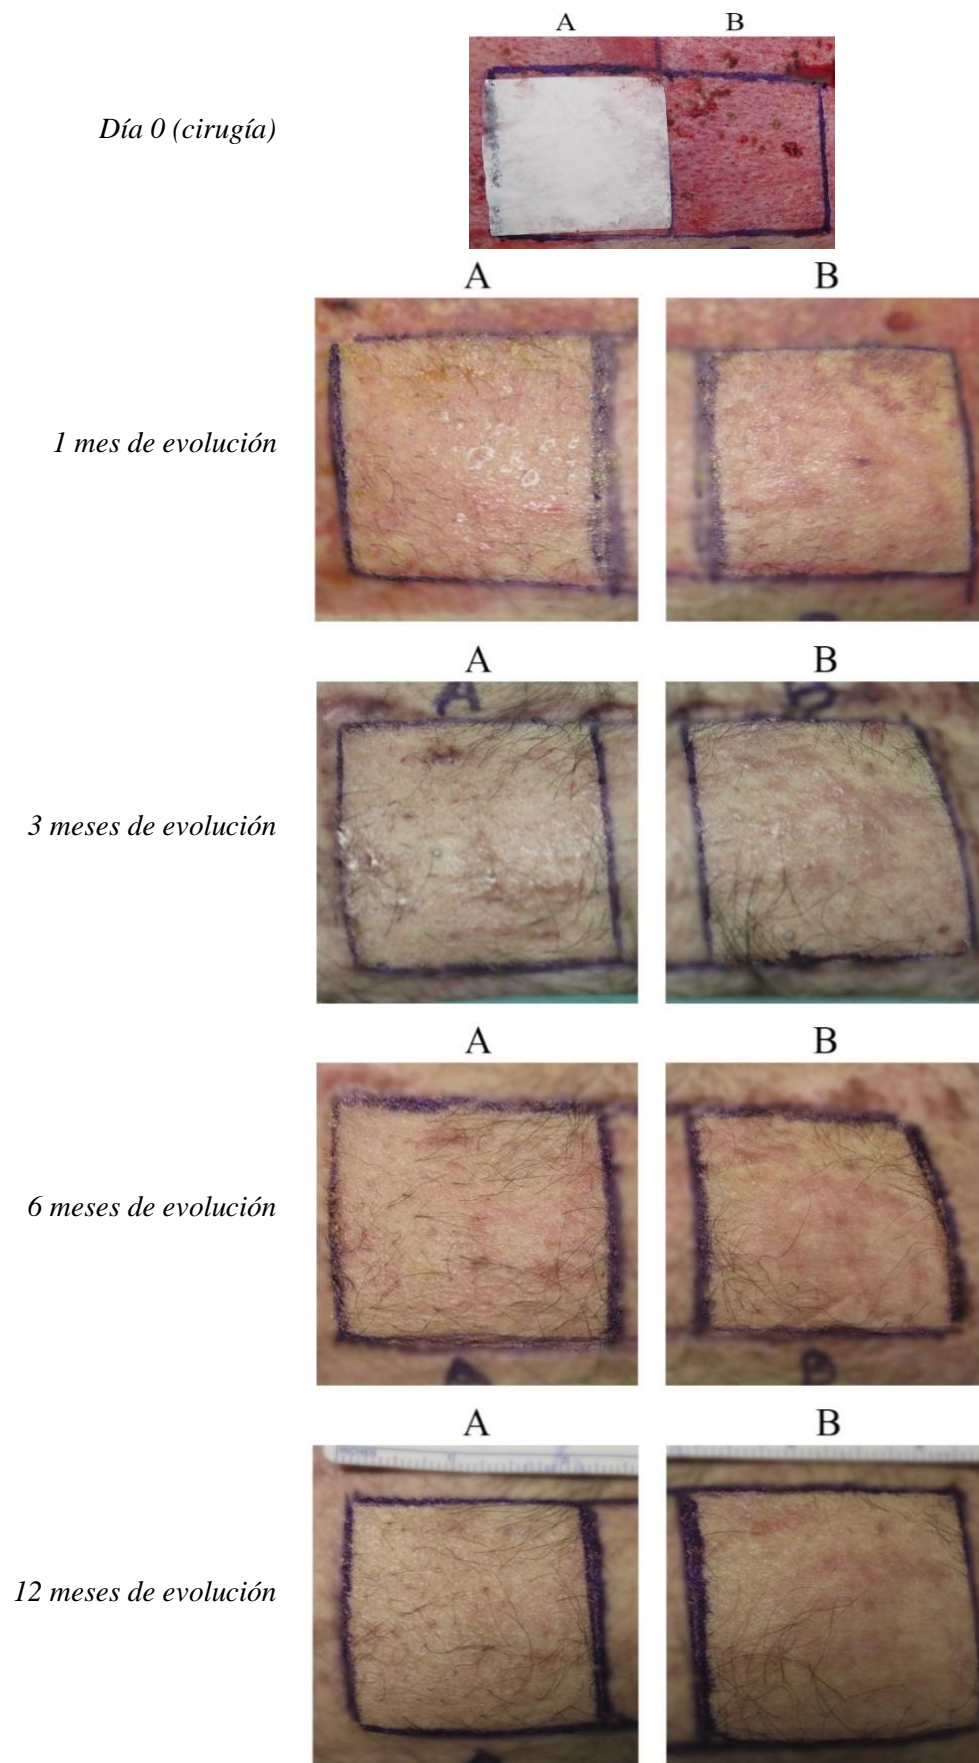 A B
Día 0 (cirugía)
A B
1 mes de evolución
A B
A B
3 meses de evolución
A B
6 meses de evolución
A B
A B
12 meses de evolución